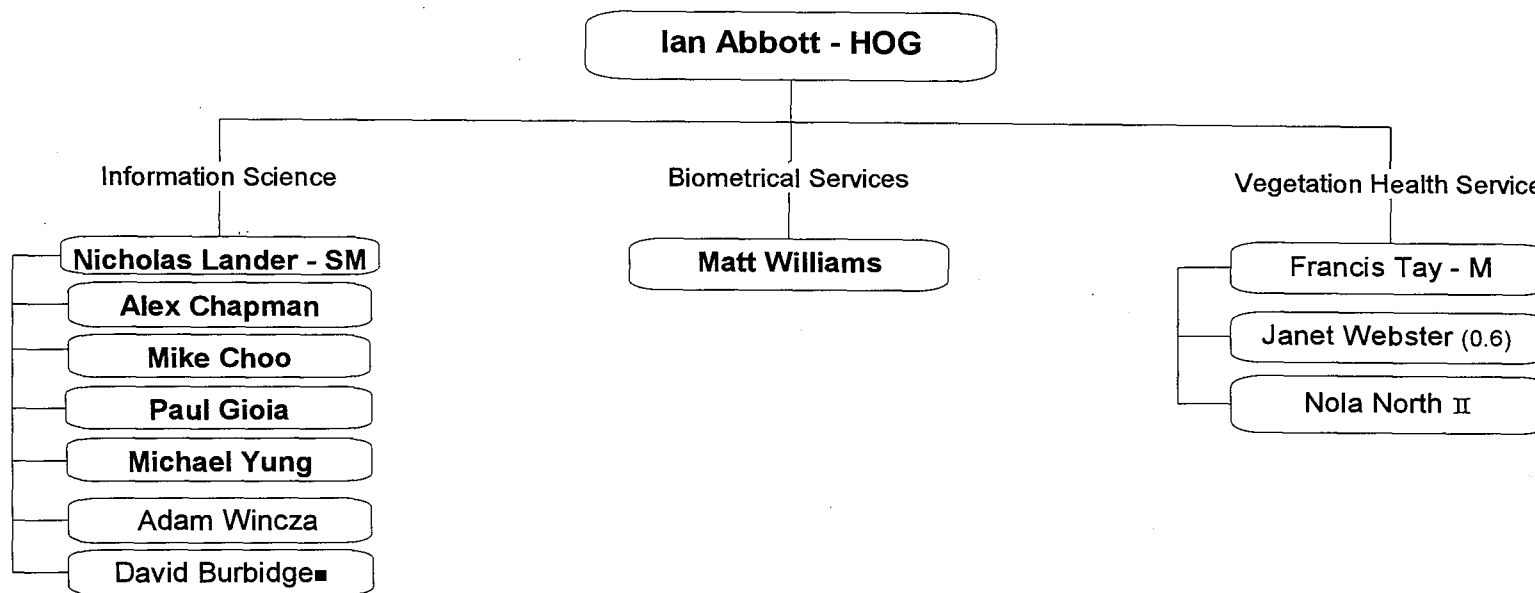 Ian Abbott - HOG
Information Science
Biometrical Services
Vegetation Health Service
Nicholas Lander - SM
Alex Chapman
Mike Choo
Paul Gioia
Michael Yung
Adam Wincza
David Burbidge■
Matt Williams
Francis Tay - M
Janet Webster (0.6)
Nola North II